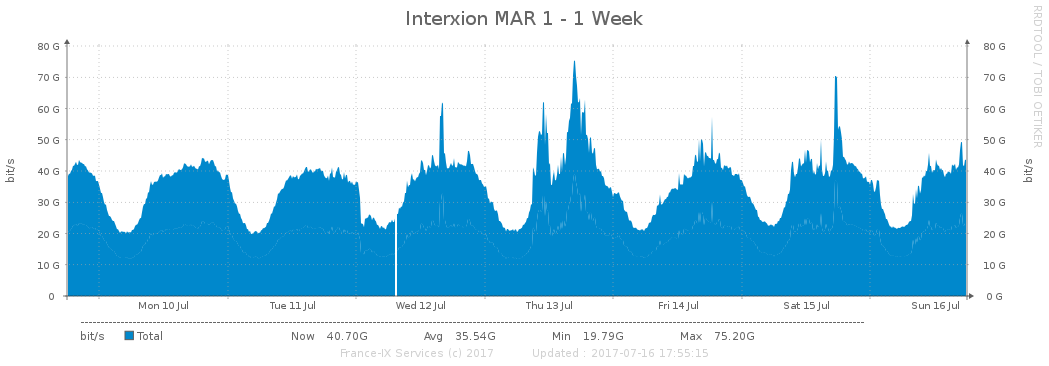 Interxion MAR 1 - 1 Week
RRDTOOL / TOBI OETIKER
bit/s
bit/s
80 G 80 G
70 G 70 G
60 G 60 G
50 G 50 G
40 G 40 G
30 G 30 G
20 G 20 G
10 G 10 G
0 0 G
Mon 10 Jul Tue 11 Jul Wed 12 Jul Thu 13 Jul Fri 14 Jul Sat 15 Jul Sun 16 Jul
bit/s Total Now 40.70G Avg 35.54G Min 19.79G Max 75.20G
France-IX Services (c) 2017 Updated : 2017-07-16 17:55:15